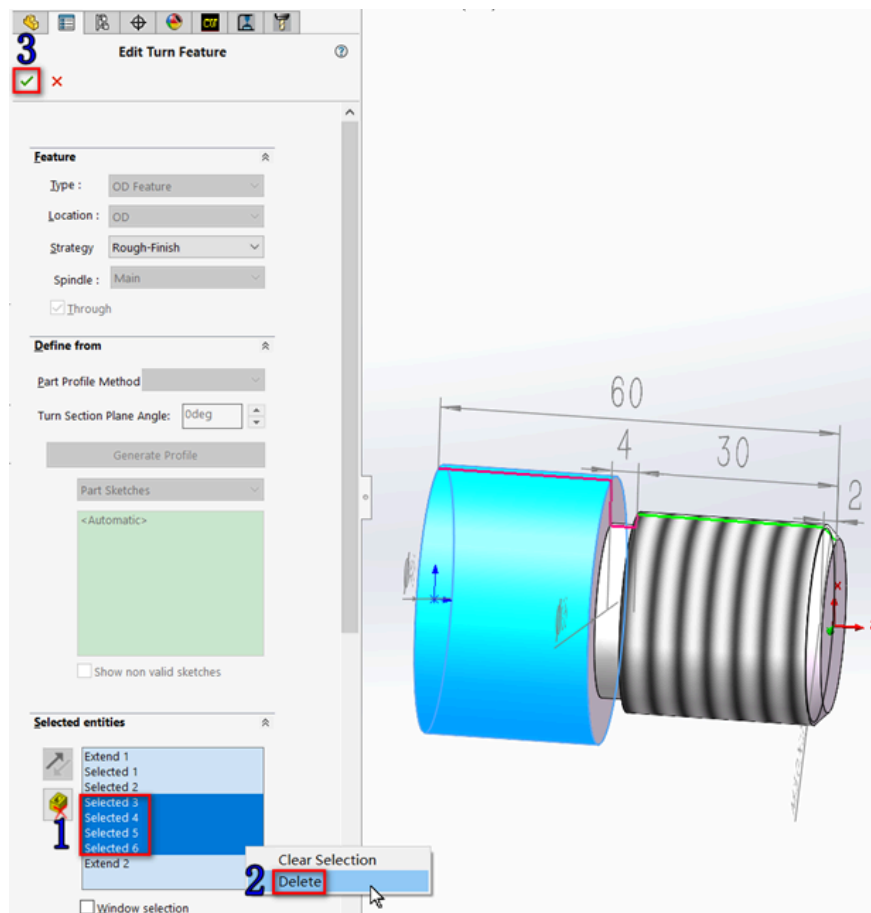 3
Edit Turn Feature
Feature
Type :
OD Feature
Location :
OD
Strategy
Rough-Finish
Spindle :
Main
Through
Define from
Part Profile Method
Turn Section Plane Angle:
0deg
Generate Profile
Part Sketches
<Automatic>
Show non valid sketches
Selected entities
Extend 1
Selected 1
Selected 2
Selected 3
Selected 4
Selected 5
Selected 6
Extend 2
1
Clear Selection
2
Delete
Window selection
60
4
30
2
x